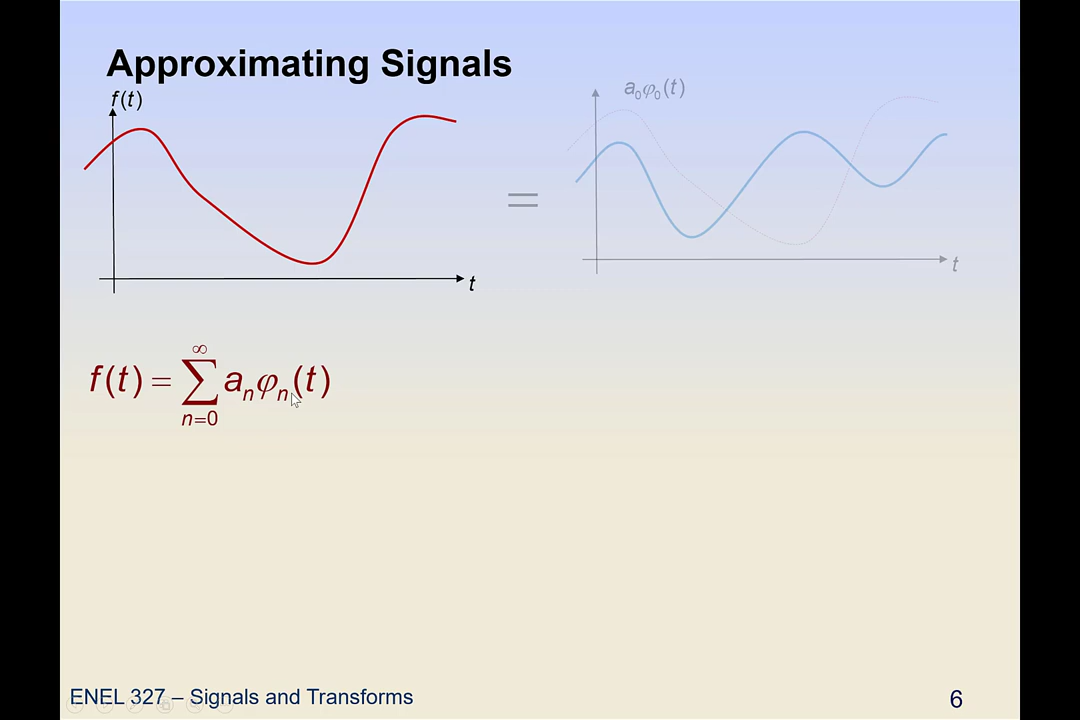 Approximating Signals
f(t)
a₀φ₀(t)
=
t
t
f(t) = ∑_{n=0}^{∞} aₙφₙ(t)
ENEL 327 – Signals and Transforms
6